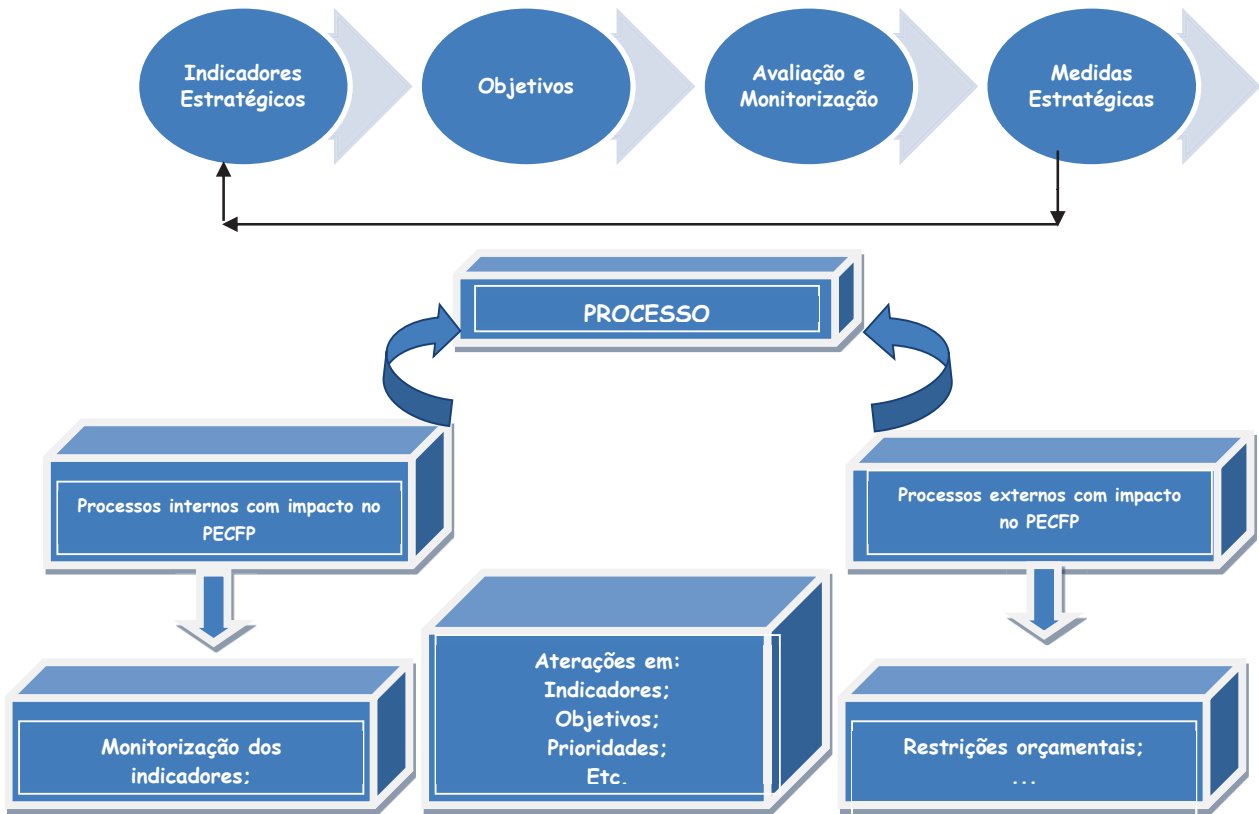 Indicadores
Estratégicos
Objetivos
Avaliação e
Monitorização
Medidas
Estratégicas
PROCESSO
Processos internos com impacto no
PECFP
Processos externos com impacto
no PECFP
Aterações em:
Indicadores;
Objetivos;
Prioridades;
Etc.
Monitorização dos
indicadores;
Restrições orçamentais;
...